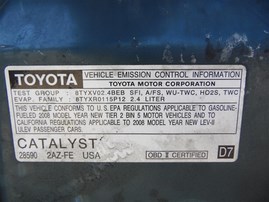 TOYOTA VEHICLE EMISSION CONTROL INFORMATION
TOYOTA MOTOR CORPORATION
TEST GROUP : 8TYXV02.4BEB SFI, A/FS, WU-TWC, HO2S, TWC
EVAP. FAMILY : 8TYXR0115P12 2.4 LITER
THIS VEHICLE CONFORMS TO U.S EPA REGULATIONS APPLICABLE TO GASOLINE-
FUELED 2008 MODEL YEAR NEW TIER 2 BIN 5 MOTOR VEHICLES AND TO
CALIFORNIA REGULATIONS APPLICABLE TO 2008 MODEL YEAR NEW LEV-II
ULEV PASSENGER CARS.
CATALYST
28590 2AZ-FE USA OBD II CERTIFIED D7